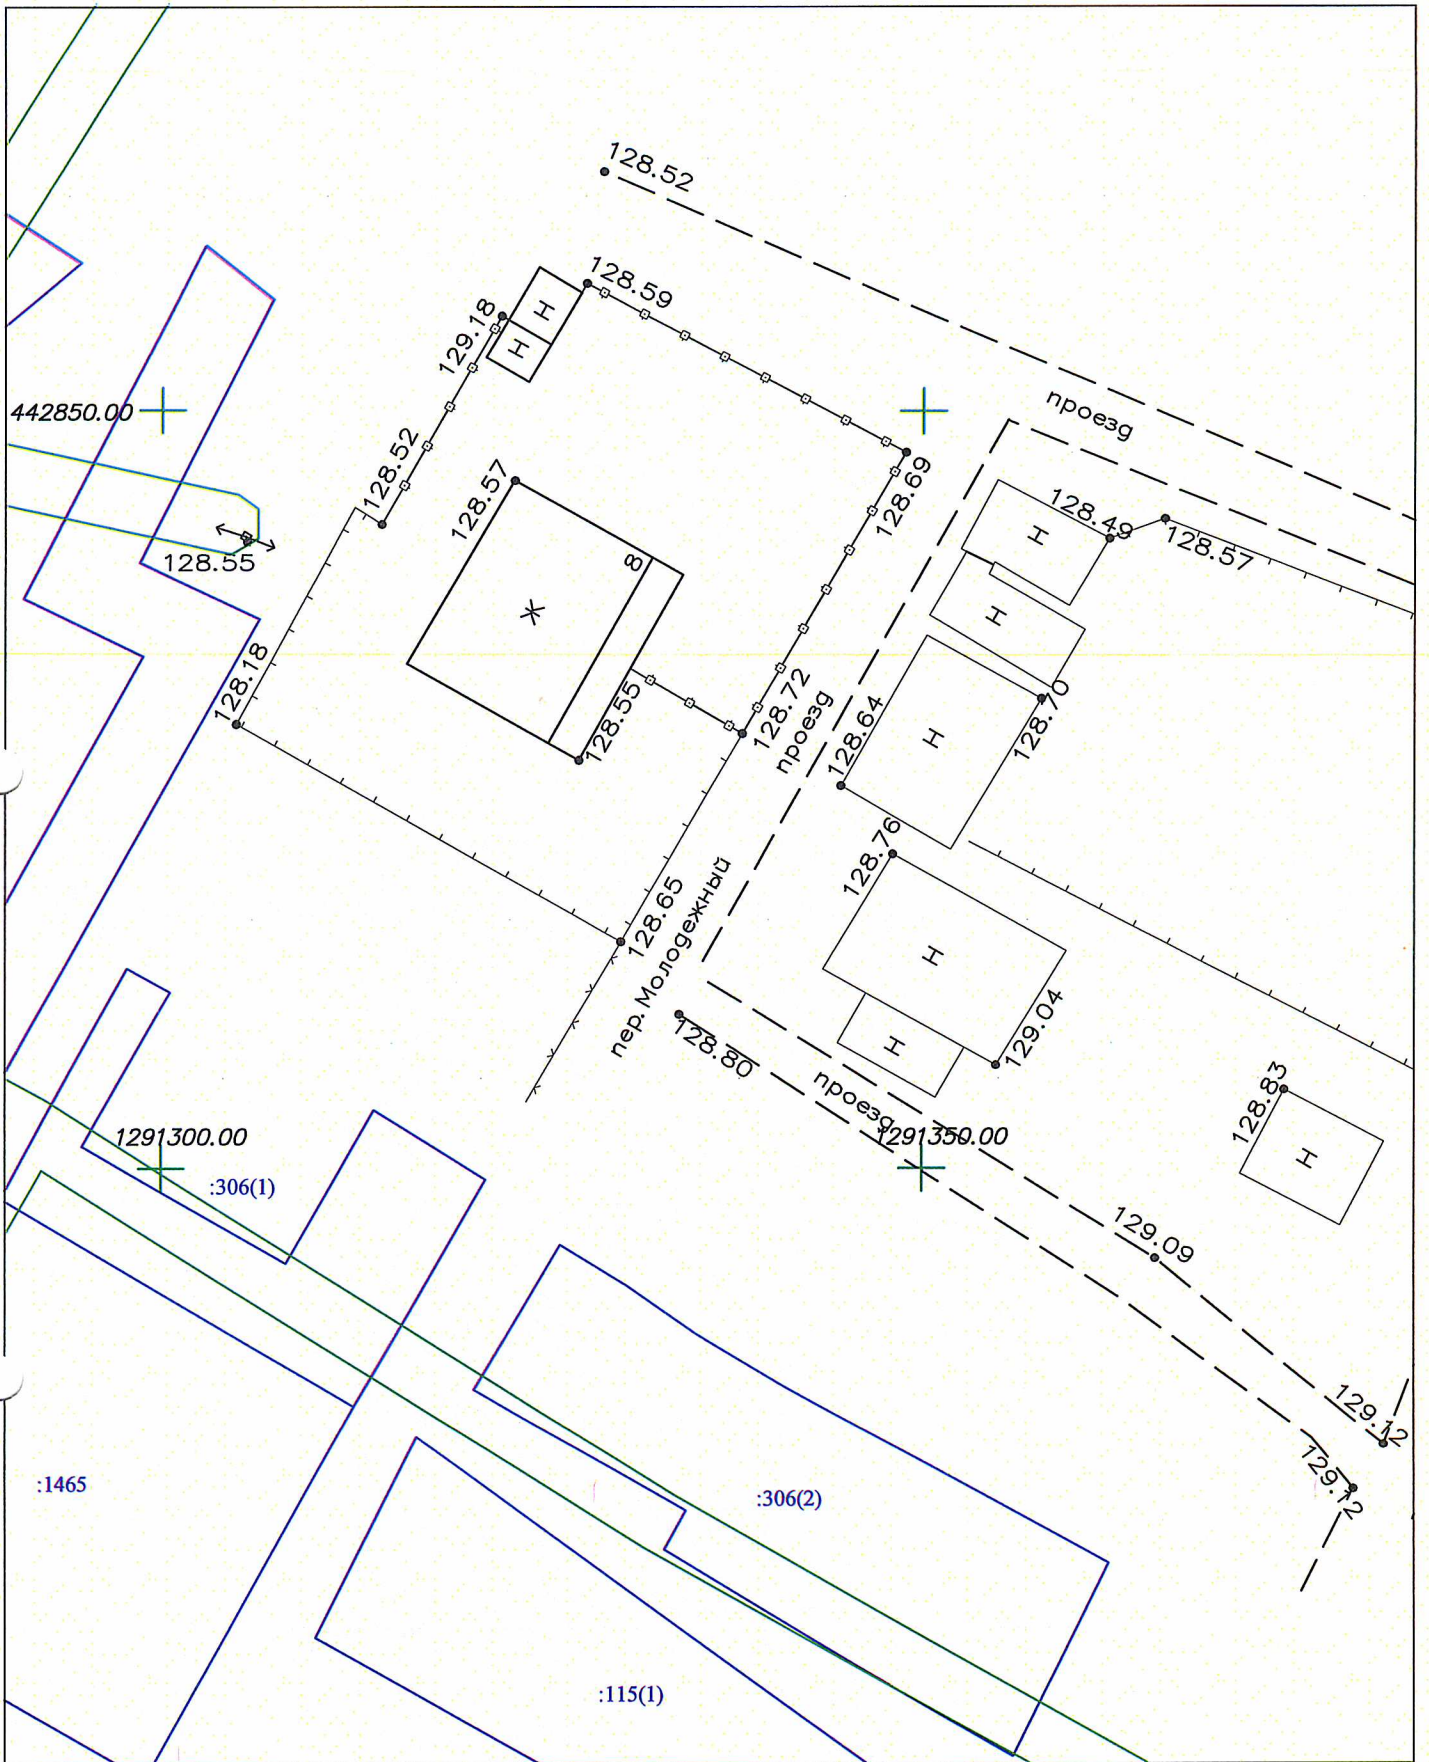 128.52
128.59
129.18
Н
Н
442850.00
проезд
128.52
128.57
128.69
128.49
128.57
128.55
8
Ж
Н
Н
128.18
128.55
128.72
проезд
128.64
Н
128.70
128.76
128.65
пер. Молодежный
Н
129.04
Н
128.80
проезд
128.83
Н
1291300.00
1291350.00
:306(1)
129.09
129.12
129.12
:1465
:306(2)
:115(1)